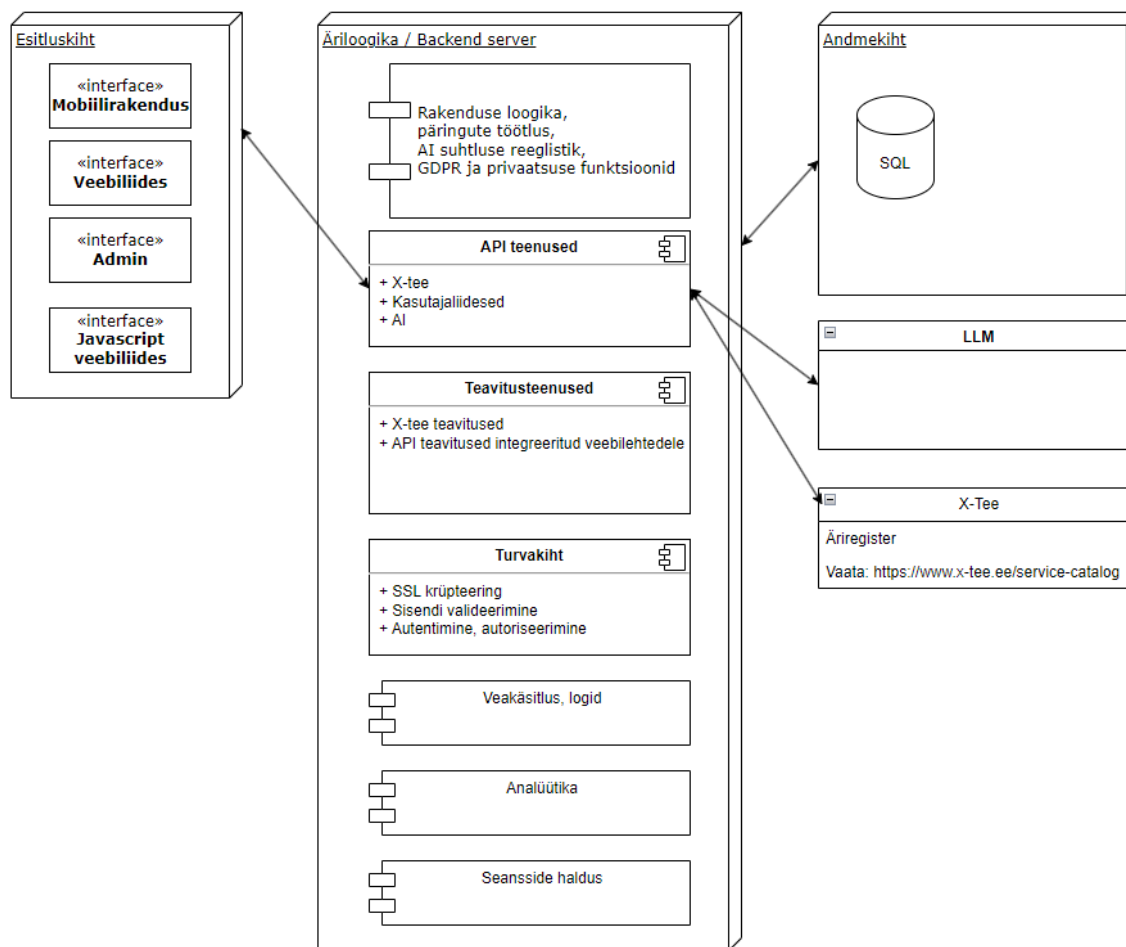 Esitluskiht
«interface»
Mobiilirakendus
«interface»
Veebiliides
«interface»
Admin
«interface»
Javascript
veebiliides
Äriloogika / Backend server
Rakenduse loogika,
päringute töötlus,
AI suhtluse reeglistik,
GDPR ja privaatsuse funktsioonid
API teenused
+ X-tee
+ Kasutajaliidesed
+ AI
Teavitusteenused
+ X-tee teavitused
+ API teavitused integreeritud veebilehtedele
Turvakiht
+ SSL krüpteering
+ Sisendi valideerimine
+ Autentimine, autoriseerimine
Veakäsitlus, logid
Analüütika
Seansside haldus
Andmekiht
SQL
LLM
X-Tee
Äriregister
Vaata: https://www.x-tee.ee/service-catalog